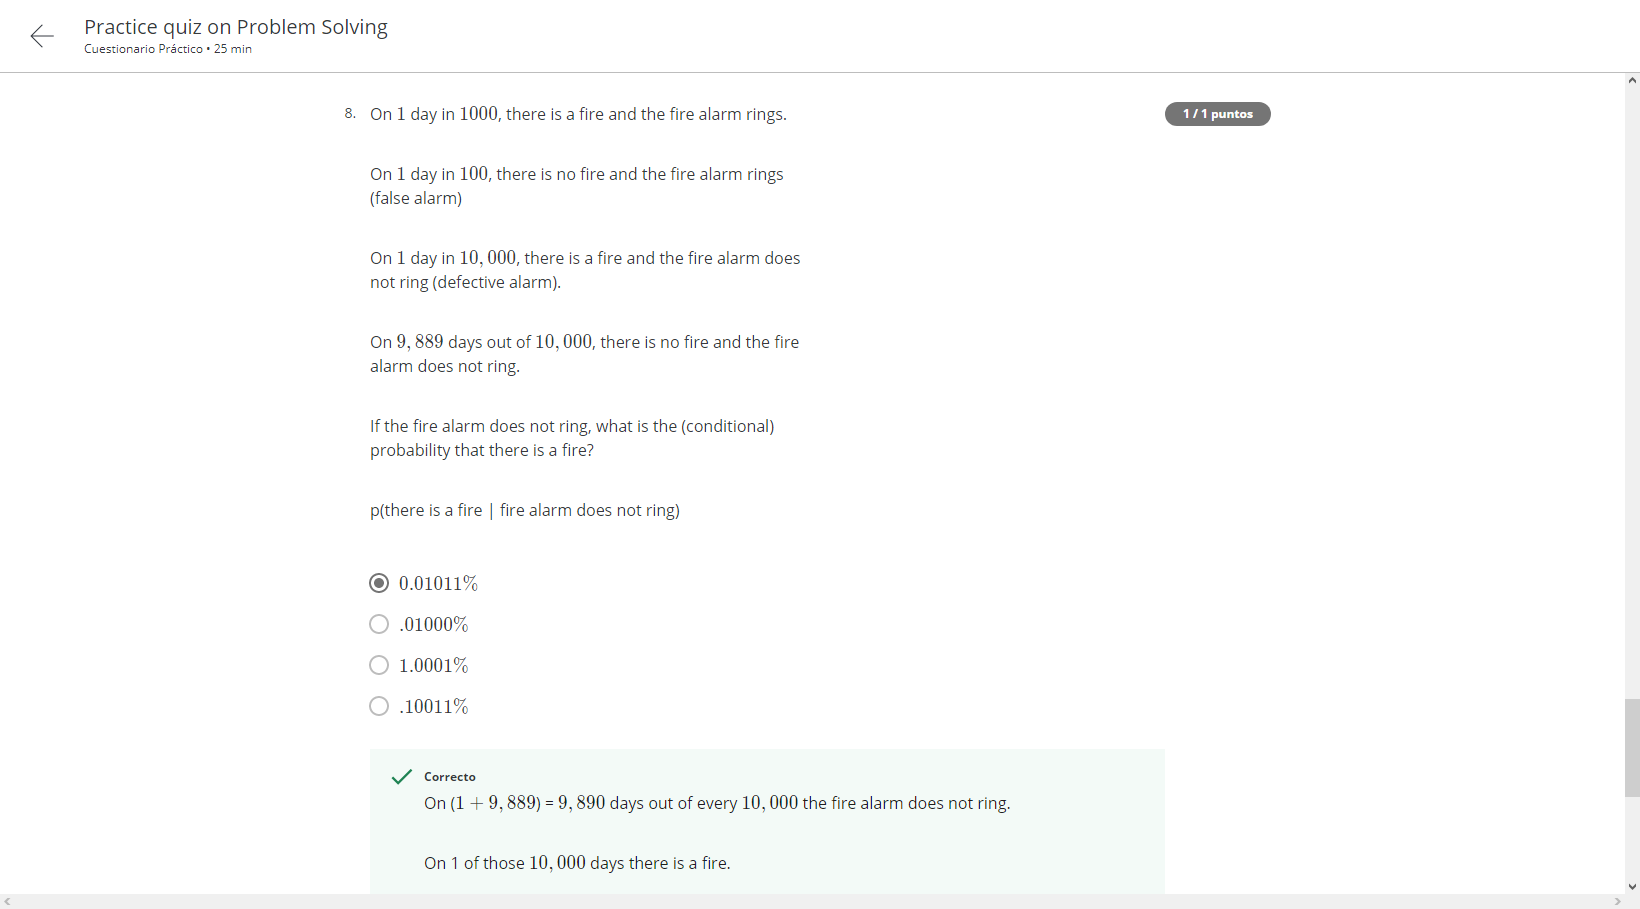 Practice quiz on Problem Solving
Cuestionario Práctico • 25 min
8. On 1 day in 1000, there is a fire and the fire alarm rings.
1 / 1 puntos
On 1 day in 100, there is no fire and the fire alarm rings
(false alarm)
On 1 day in 10, 000, there is a fire and the fire alarm does
not ring (defective alarm).
On 9, 889 days out of 10, 000, there is no fire and the fire
alarm does not ring.
If the fire alarm does not ring, what is the (conditional)
probability that there is a fire?
p(there is a fire | fire alarm does not ring)
0.01011%
.01000%
1.0001%
.10011%
Correcto
On (1 + 9, 889) = 9, 890 days out of every 10, 000 the fire alarm does not ring.
On 1 of those 10, 000 days there is a fire.